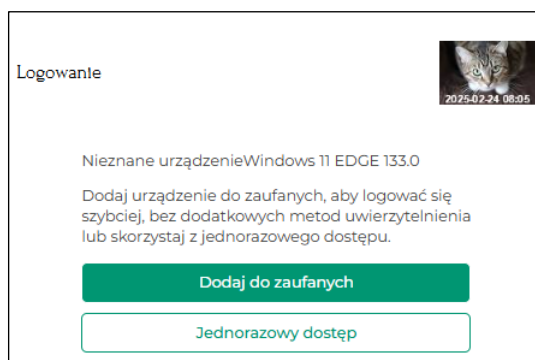 Logowanie
2025-02-24 08:05
Nieznane urządzenieWindows 11 EDGE 133.0
Dodaj urządzenie do zaufanych, aby logować się
szybciej, bez dodatkowych metod uwierzytelnienia
lub skorzystaj z jednorazowego dostępu.
Dodaj do zaufanych
Jednorazowy dostęp